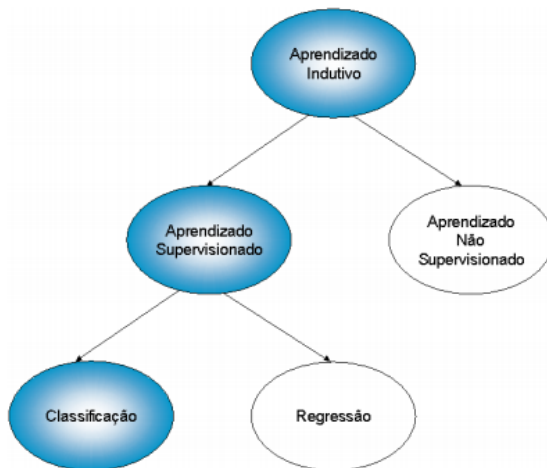 Aprendizado
Indutivo
Aprendizado
Supervisionado
Aprendizado
Não
Supervisionado
Classificação
Regressão